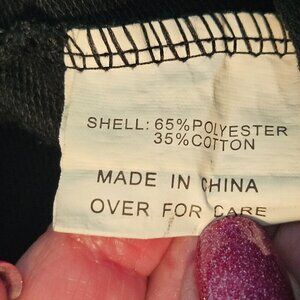 SHELL: 65%POLYESTER
35%COTTON
MADE IN CHINA
OVER FOR CARE